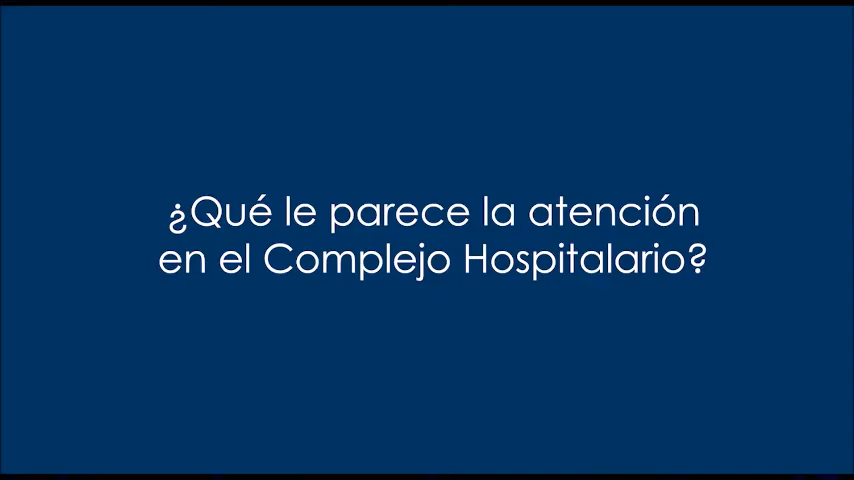 ¿Qué le parece la atención
en el Complejo Hospitalario?